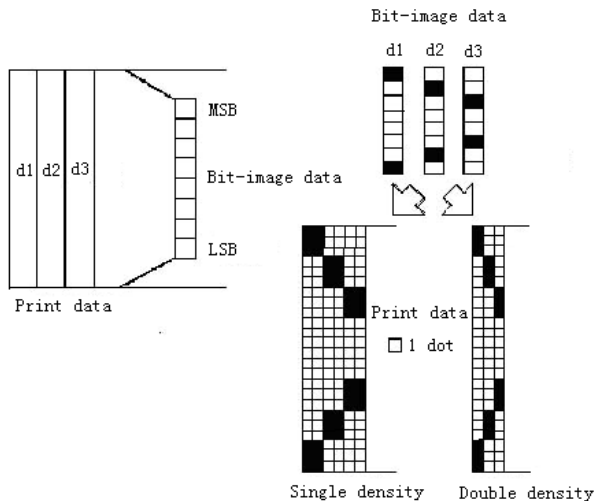 Bit-image data
d1 d2 d3
MSB
d1 d2 d3
Bit-image data
LSB
Print data
Print data
1 dot
Single density
Double density